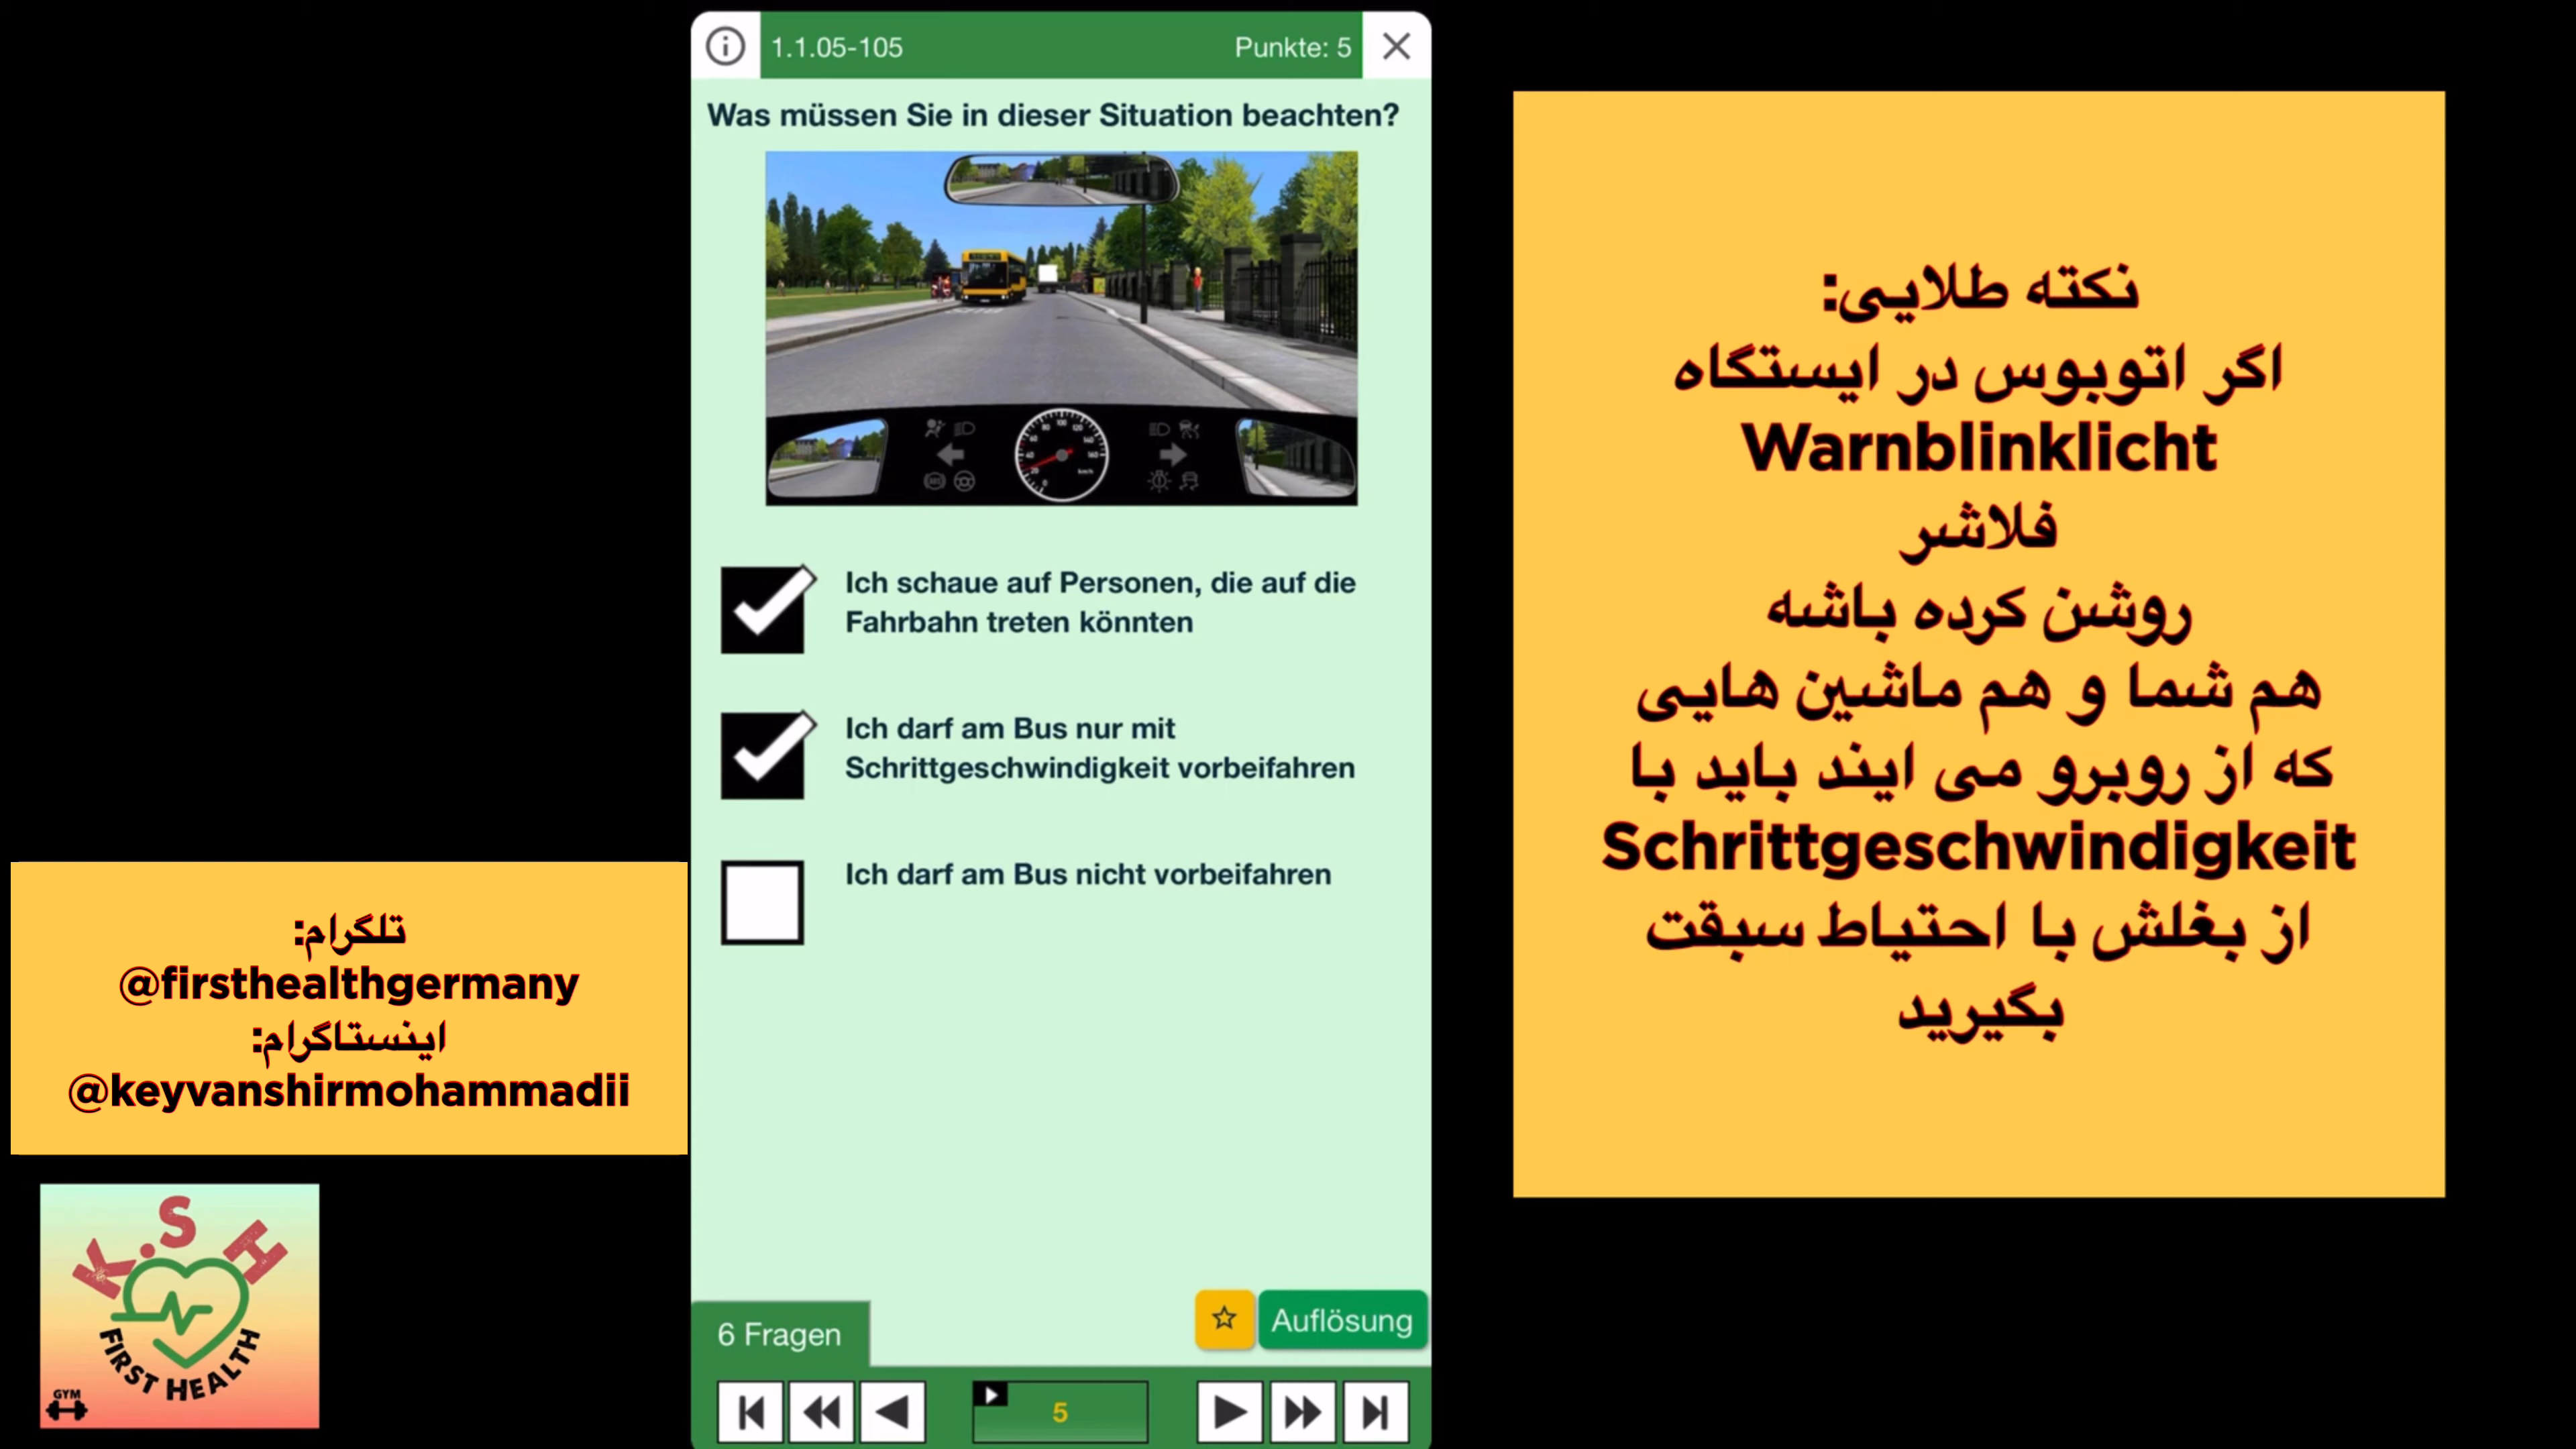 1.1.05-105
Punkte: 5
Was müssen Sie in dieser Situation beachten?
Ich schaue auf Personen, die auf die
Fahrbahn treten könnten
Ich darf am Bus nur mit
Schrittgeschwindigkeit vorbeifahren
Ich darf am Bus nicht vorbeifahren
6 Fragen
Auflösung
5
نکته طلایی:
اگر اتوبوس در ایستگاه
Warnblinklicht
فلاشر
روشن کرده باشه
هم شما و هم ماشین هایی
که از روبرو می ایند باید با
Schrittgeschwindigkeit
از بغلش با احتیاط سبقت
بگیرید
تلگرام:
@firsthealthgermany
اینستاگرام:
@keyvanshirmohammadii
K.SH
FIRST HEALTH
GYM